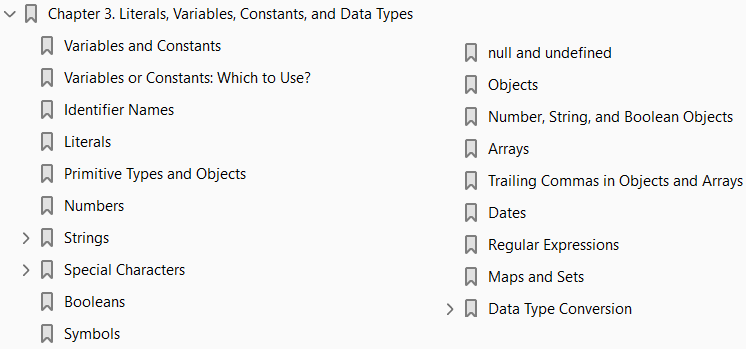 Chapter 3. Literals, Variables, Constants, and Data Types
Variables and Constants
Variables or Constants: Which to Use?
Identifier Names
Literals
Primitive Types and Objects
Numbers
Strings
Special Characters
Booleans
Symbols
null and undefined
Objects
Number, String, and Boolean Objects
Arrays
Trailing Commas in Objects and Arrays
Dates
Regular Expressions
Maps and Sets
Data Type Conversion